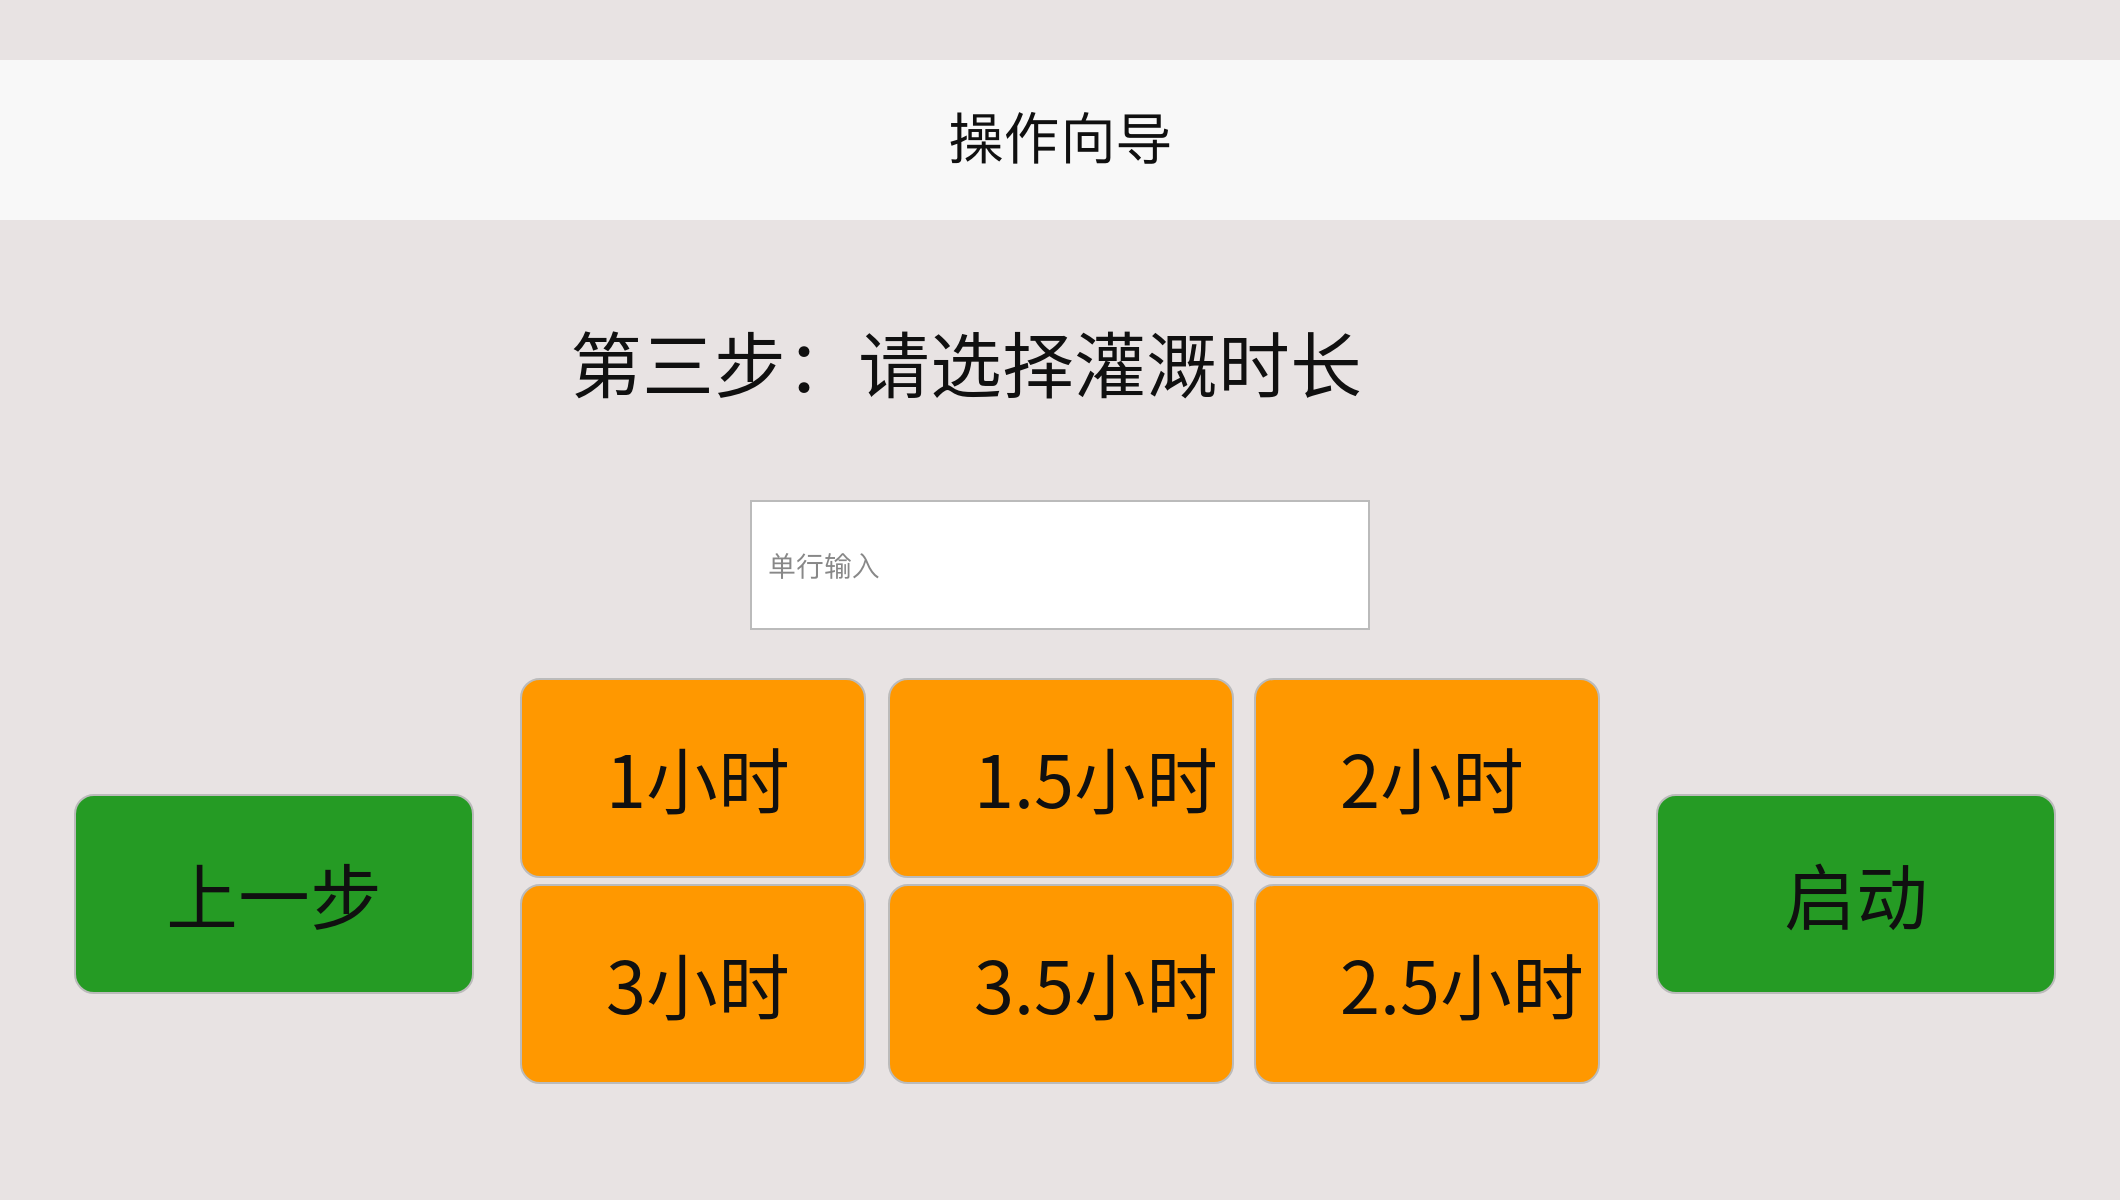 操作向导
第三步：请选择灌溉时长
单行输入
1小时
1.5小时
2小时
上一步
启动
3小时
3.5小时
2.5小时